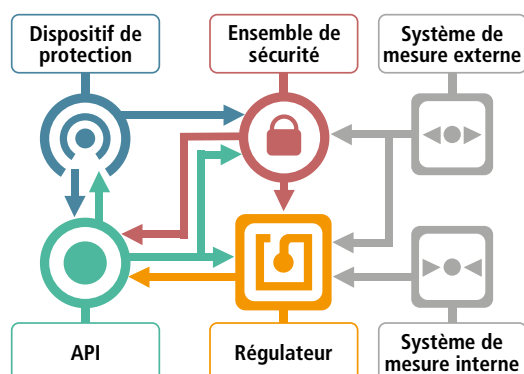 Dispositif de
protection
Ensemble de
sécurité
Système de
mesure externe
API
Régulateur
Système de
mesure interne